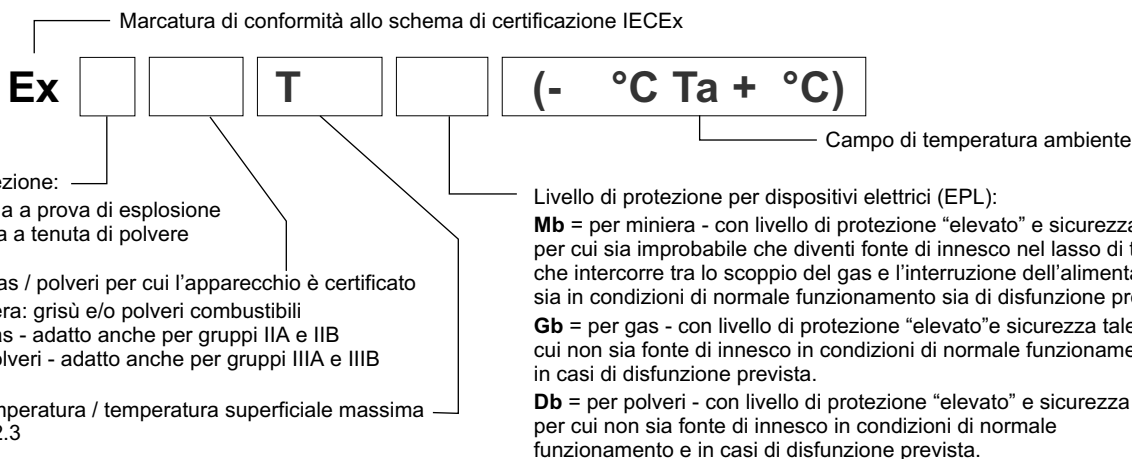 Marcatura di conformità allo schema di certificazione IECEx
Ex T (- °C Ta + °C)
Campo di temperatura ambiente
ezione:
a a prova di esplosione
a a tenuta di polvere
as / polveri per cui l'apparecchio è certificato
era: grisù e/o polveri combustibili
as - adatto anche per gruppi IIA e IIB
olveri - adatto anche per gruppi IIIA e IIIB
mperatura / temperatura superficiale massima
2.3
Livello di protezione per dispositivi elettrici (EPL):
Mb = per miniera - con livello di protezione “elevato” e sicurezza
per cui sia improbabile che diventi fonte di innesco nel lasso di t
che intercorre tra lo scoppio del gas e l'interruzione dell'alimenta
sia in condizioni di normale funzionamento sia di disfunzione pr
Gb = per gas - con livello di protezione “elevato”e sicurezza tale
cui non sia fonte di innesco in condizioni di normale funzioname
in casi di disfunzione prevista.
Db = per polveri - con livello di protezione “elevato” e sicurezza
per cui non sia fonte di innesco in condizioni di normale
funzionamento e in casi di disfunzione prevista.